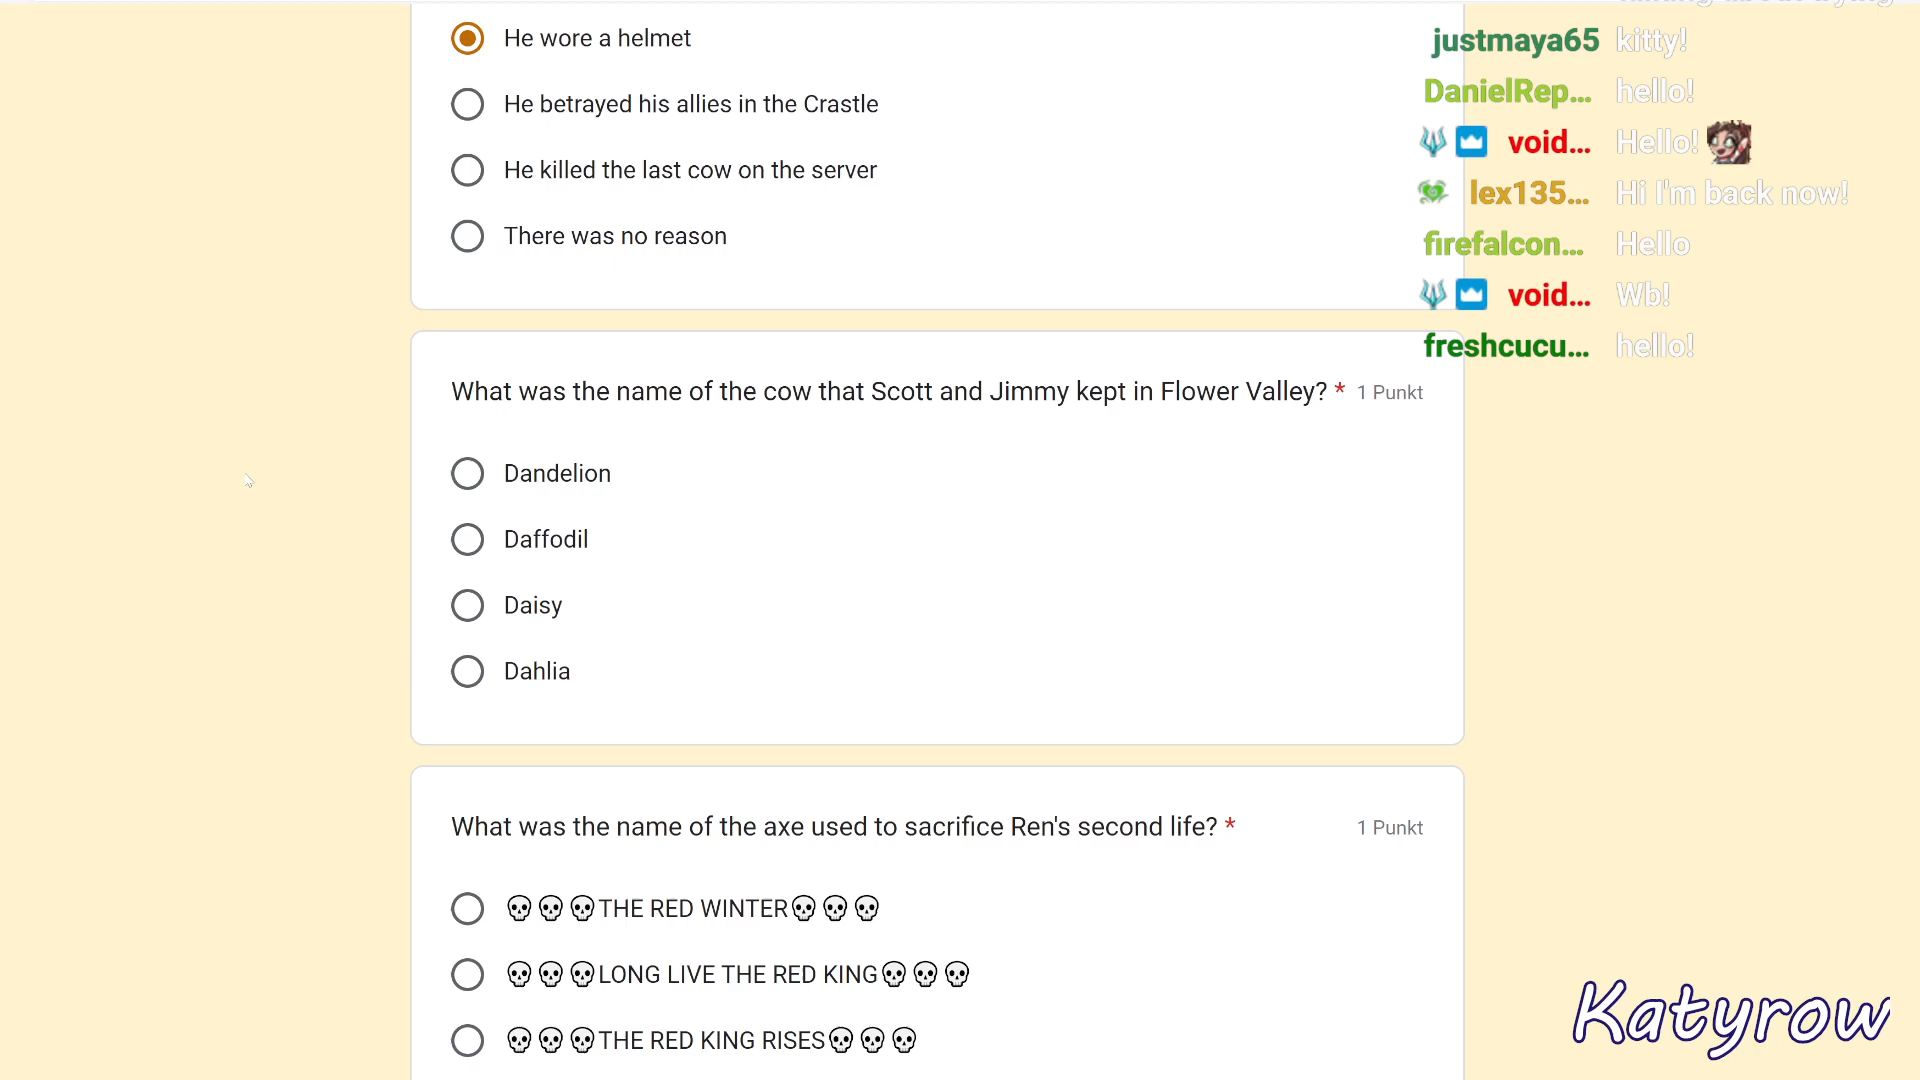 He wore a helmet
He betrayed his allies in the Crastle
He killed the last cow on the server
There was no reason
What was the name of the cow that Scott and Jimmy kept in Flower Valley? * 1 Punkt
Dandelion
Daffodil
Daisy
Dahlia
What was the name of the axe used to sacrifice Ren's second life? * 1 Punkt
💀💀💀THE RED WINTER💀💀💀
💀💀💀LONG LIVE THE RED KING💀💀💀
💀💀💀THE RED KING RISES💀💀💀
justmaya65 kitty!
DanielRep... hello!
void... Hello!
lex135... Hi I'm back now!
firefalcon... Hello
void... Wb!
freshcucu... hello!
Katyrow